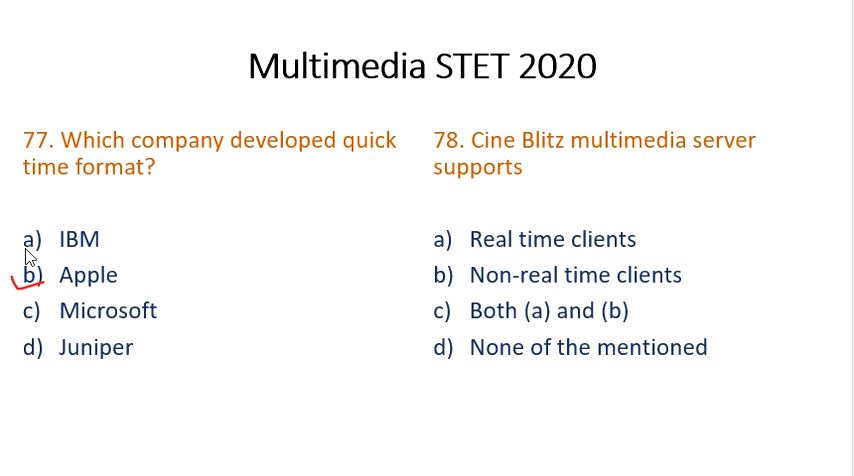 Multimedia STET 2020
77. Which company developed quick
time format?
a) IBM
b) Apple
c) Microsoft
d) Juniper
78. Cine Blitz multimedia server
supports
a) Real time clients
b) Non-real time clients
c) Both (a) and (b)
d) None of the mentioned